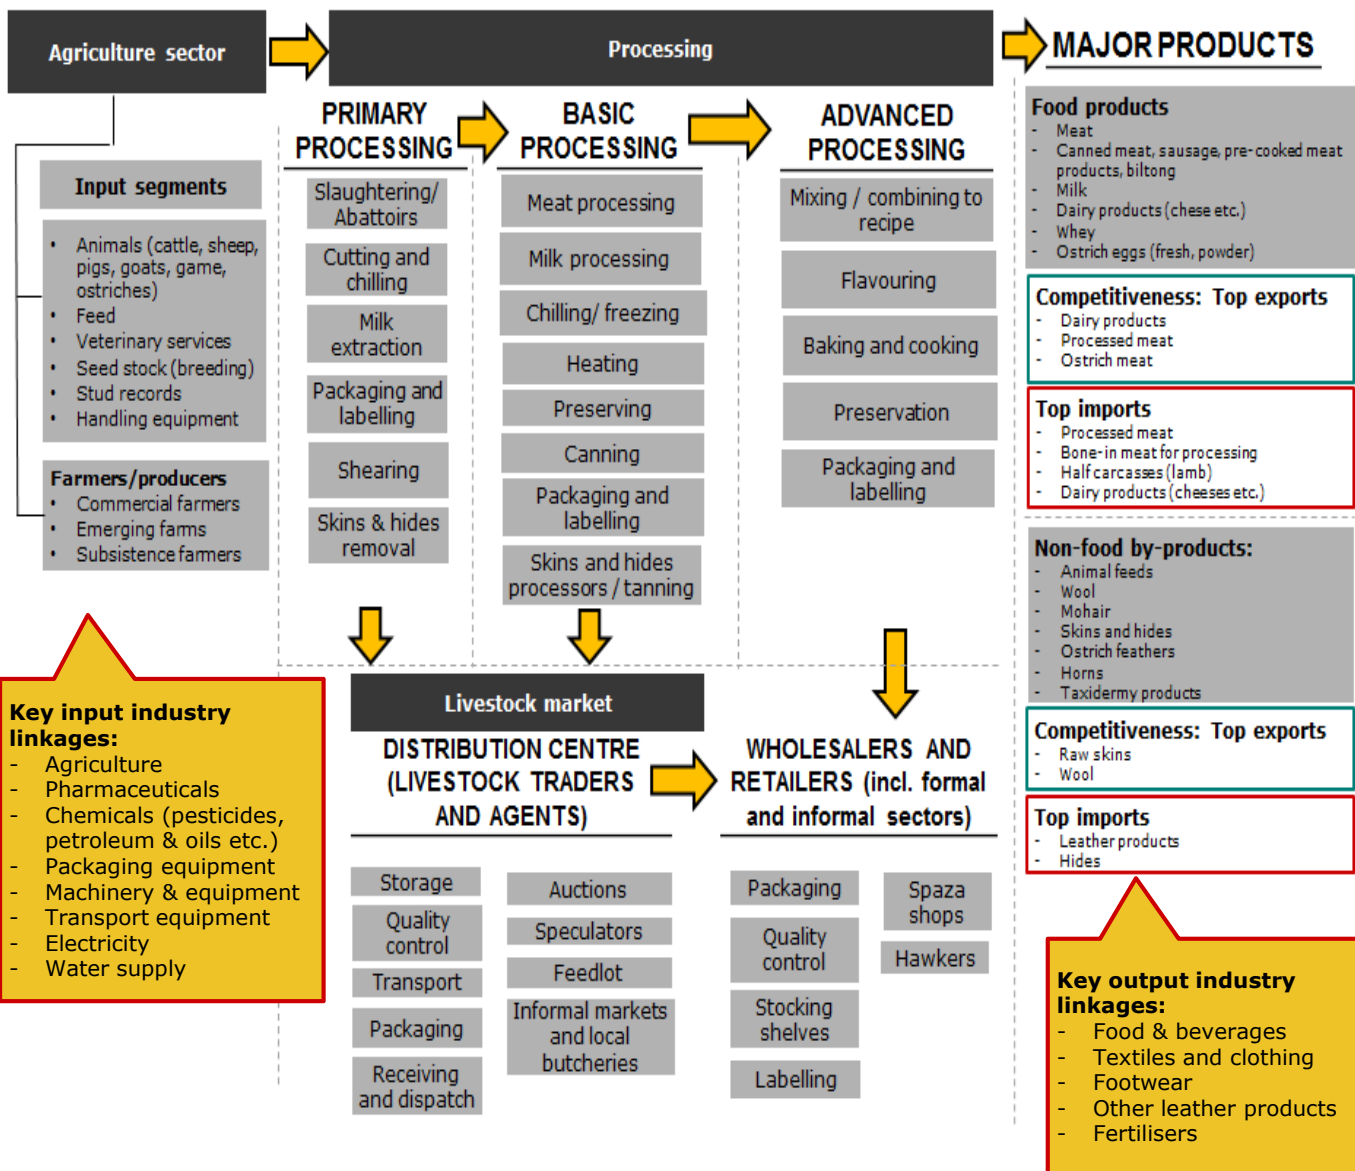 Agriculture sector
Processing
MAJOR PRODUCTS
Input segments
• Animals (cattle, sheep,
pigs, goats, game,
ostriches)
• Feed
• Veterinary services
• Seed stock (breeding)
• Stud records
• Handling equipment
Farmers/producers
• Commercial farmers
• Emerging farms
• Subsistence farmers
Key input industry
linkages:
- Agriculture
- Pharmaceuticals
- Chemicals (pesticides,
petroleum & oils etc.)
- Packaging equipment
- Machinery & equipment
- Transport equipment
- Electricity
- Water supply
PRIMARY
PROCESSING
Slaughtering/
Abattoirs
Cutting and
chilling
Milk
extraction
Packaging and
labelling
Shearing
Skins & hides
removal
BASIC
PROCESSING
Meat processing
Milk processing
Chilling/ freezing
Heating
Preserving
Canning
Packaging and
labelling
Skins and hides
processors / tanning
ADVANCED
PROCESSING
Mixing / combining to
recipe
Flavouring
Baking and cooking
Preservation
Packaging and
labelling
Livestock market
DISTRIBUTION CENTRE
(LIVESTOCK TRADERS
AND AGENTS)
Storage
Quality
control
Transport
Packaging
Receiving
and dispatch
Auctions
Speculators
Feedlot
Informal markets
and local
butcheries
WHOLESALERS AND
RETAILERS (incl. formal
and informal sectors)
Packaging
Quality
control
Stocking
shelves
Labelling
Spaza
shops
Hawkers
Food products
- Meat
- Canned meat, sausage, pre-cooked meat
products, biltong
- Milk
- Dairy products (chese etc.)
- Whey
- Ostrich eggs (fresh, powder)
Competitiveness: Top exports
- Dairy products
- Processed meat
- Ostrich meat
Top imports
- Processed meat
- Bone-in meat for processing
- Half carcasses (lamb)
- Dairy products (cheeses etc.)
Non-food by-products:
- Animal feeds
- Wool
- Mohair
- Skins and hides
- Ostrich feathers
- Horns
- Taxidermy products
Competitiveness: Top exports
- Raw skins
- Wool
Top imports
- Leather products
- Hides
Key output industry
linkages:
- Food & beverages
- Textiles and clothing
- Footwear
- Other leather products
- Fertilisers